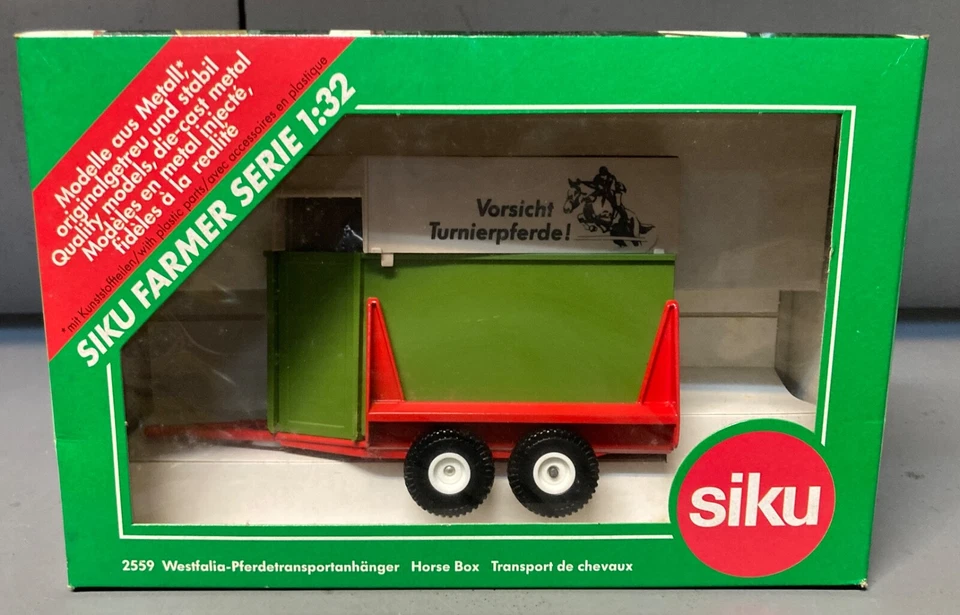 Modelle aus Metall,*
originalgetreu und stabil
Quality models, die-cast metal
Modèles en metal injecté,
fidèles à la realité
*mit Kunststoffteilen/with plastic parts/avec accessoires en plastique
SIKU FARMER SERIE 1:32
Vorsicht
Turnierpferde!
siku
2559 Westfalia-Pferdetransportanhänger Horse Box Transport de chevaux